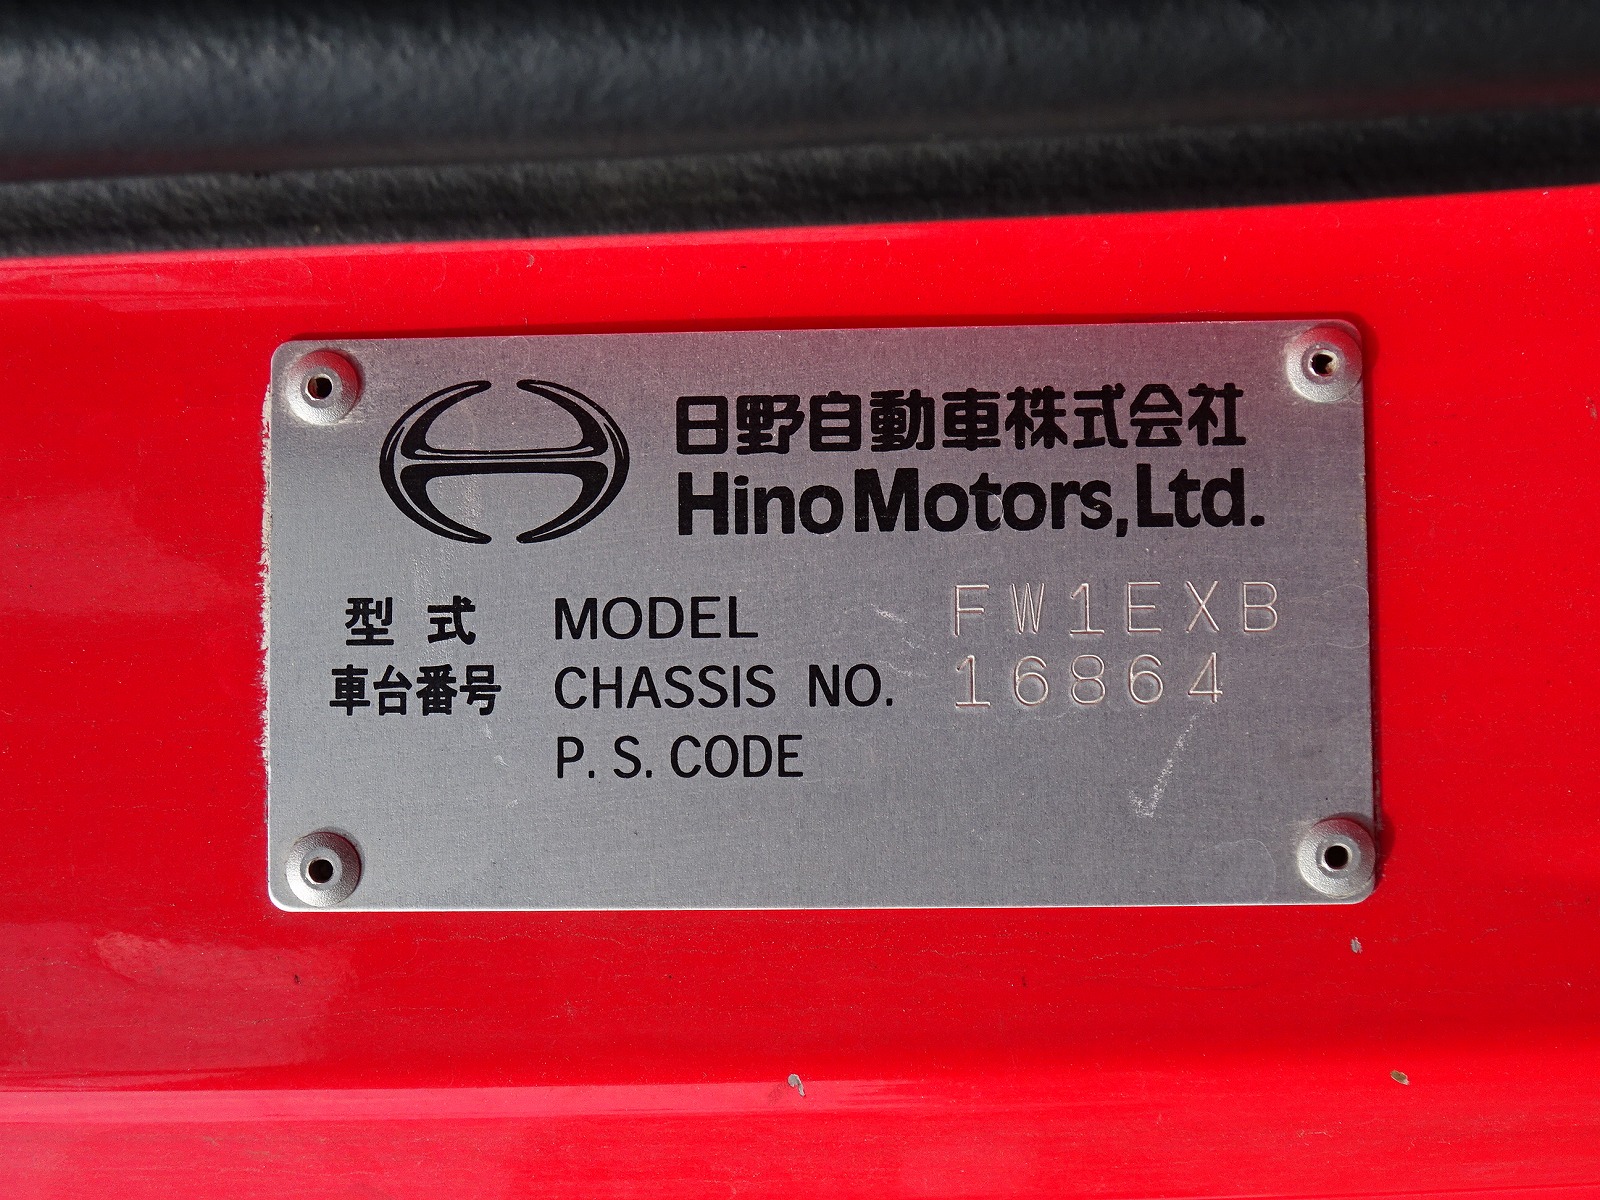 日野自動車株式会社
Hino Motors, Ltd.
型式 MODEL FW1EXB
車台番号 CHASSIS NO. 16864
P. S. CODE